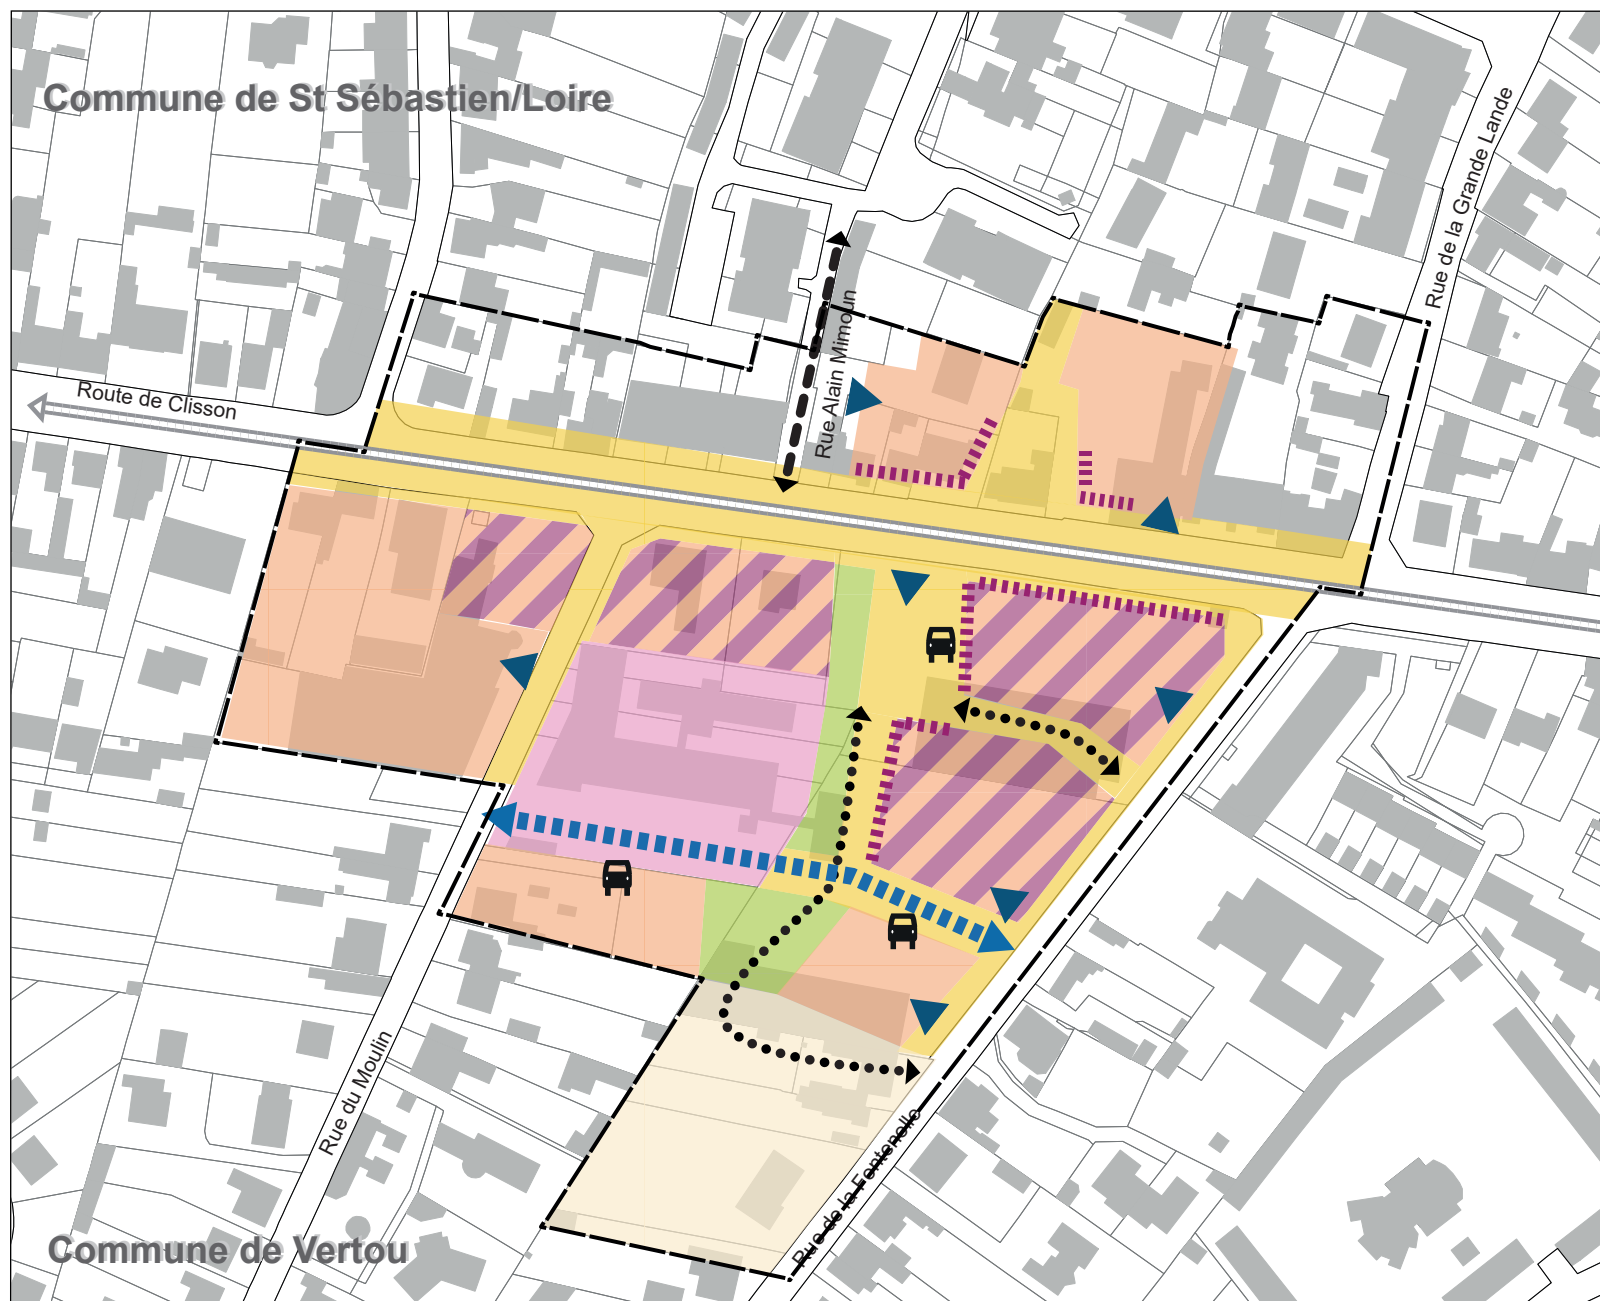 Commune de St Sébastien/Loire
Rue de la Grande Lande
Rue Alain Mimoun
Route de Clisson
Rue du Moulin
Rue de la Fontenelle
Commune de Vertou